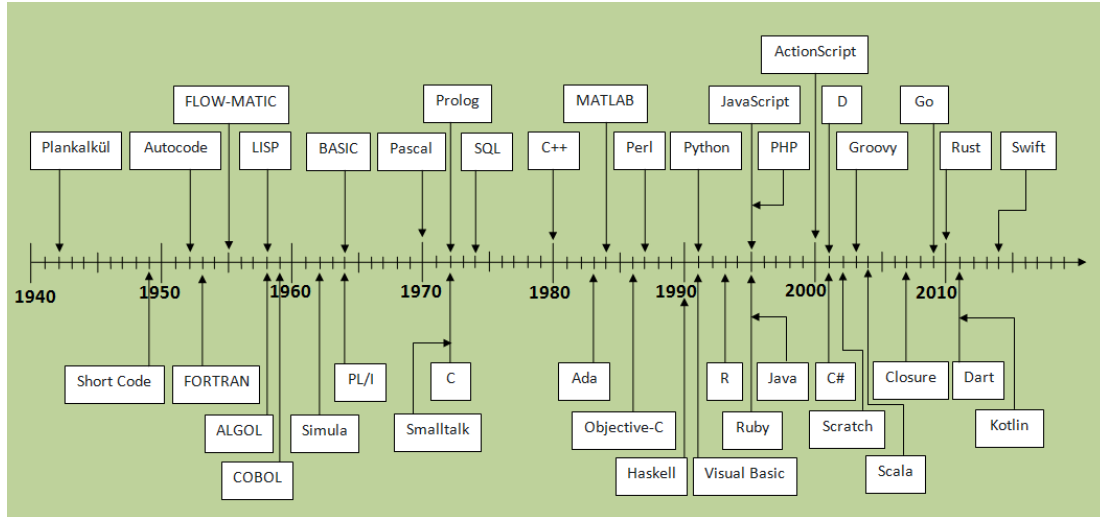 ActionScript
FLOW-MATIC
Prolog
MATLAB
JavaScript
D
Go
Plankalkül
Autocode
LISP
BASIC
Pascal
SQL
C++
Perl
Python
PHP
Groovy
Rust
Swift
1940
1950
1960
1970
1980
1990
2000
2010
Short Code
FORTRAN
PL/I
C
Ada
R
Java
C#
Closure
Dart
ALGOL
Simula
Smalltalk
Objective-C
Ruby
Scratch
Kotlin
COBOL
Haskell
Visual Basic
Scala